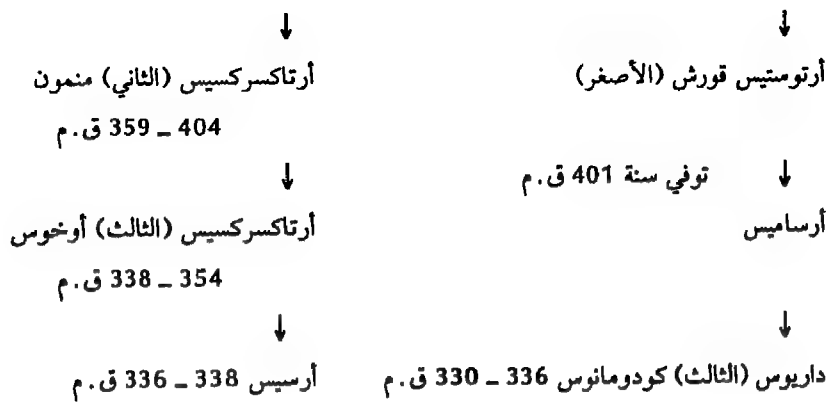 ↓ ↓
أرتوستيس قورش (الأصغر) أرتاكسركسيس (الثاني) منمون
404 ـ 359 ق.م
↓ توفي سنة 401 ق.م ↓
أرساميس أرتاكسركسيس (الثالث) أوخوس
354 ـ 338 ق.م
↓ ↓
داريوس (الثالث) كودومانوس 336 ـ 330 ق.م أرسيس 338 ـ 336 ق.م